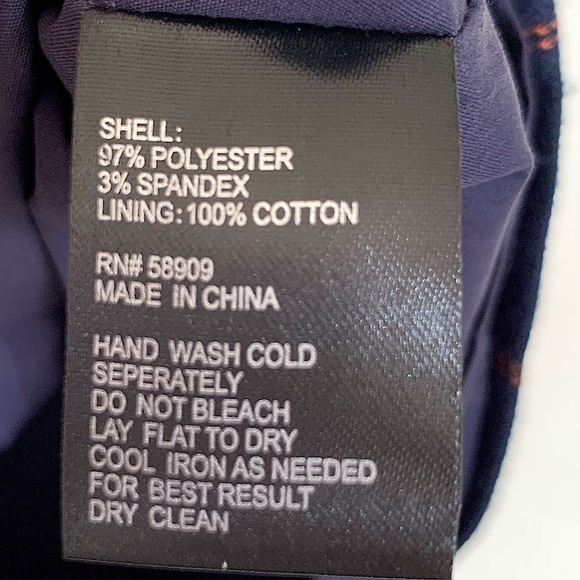 SHELL:
97% POLYESTER
3% SPANDEX
LINING: 100% COTTON
RN# 58909
MADE IN CHINA
HAND WASH COLD
SEPERATELY
DO NOT BLEACH
LAY FLAT TO DRY
COOL IRON AS NEEDED
FOR BEST RESULT
DRY CLEAN